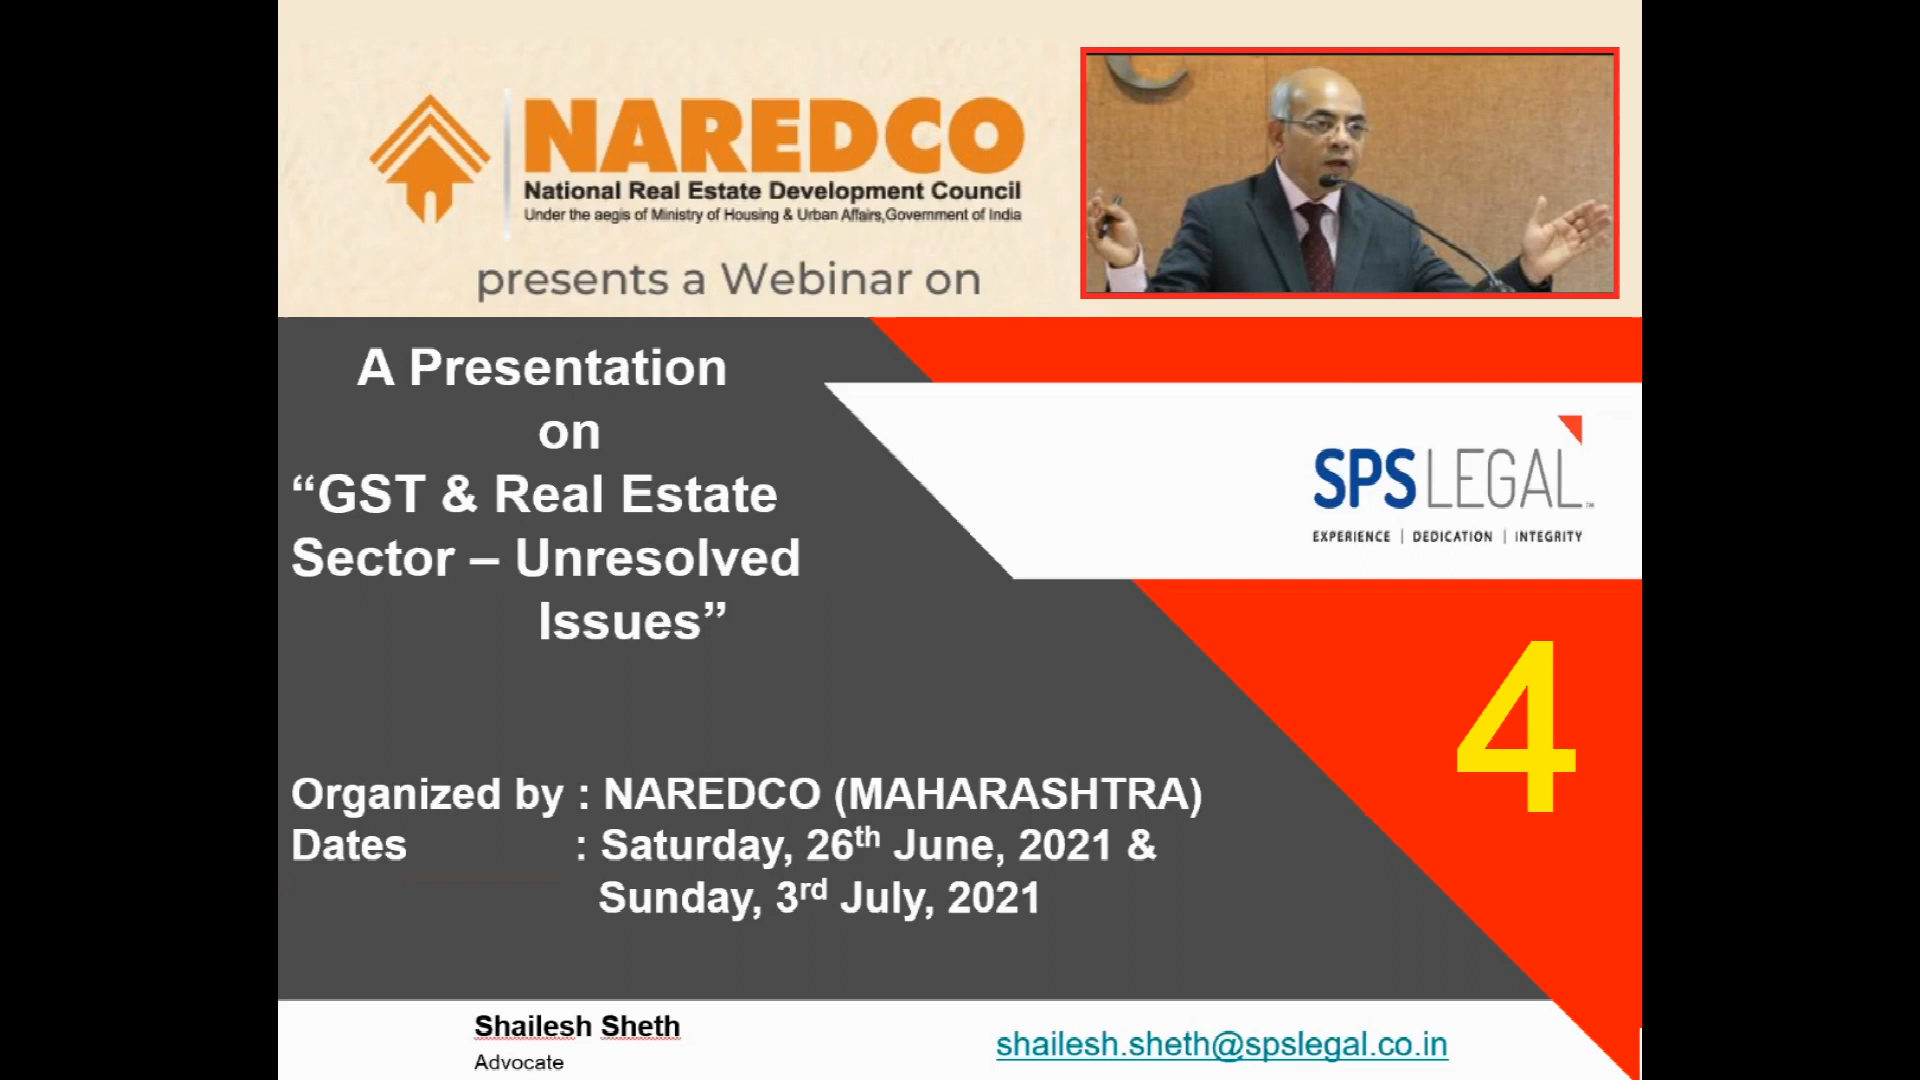 NAREDCO
National Real Estate Development Council
Under the aegis of Ministry of Housing & Urban Affairs,Government of India
presents a Webinar on
A Presentation
on
“GST & Real Estate
Sector – Unresolved
Issues”
SPS LEGAL™
EXPERIENCE | DEDICATION | INTEGRITY
4
Organized by : NAREDCO (MAHARASHTRA)
Dates : Saturday, 26th June, 2021 &
Sunday, 3rd July, 2021
Shailesh Sheth
Advocate
shailesh.sheth@spslegal.co.in